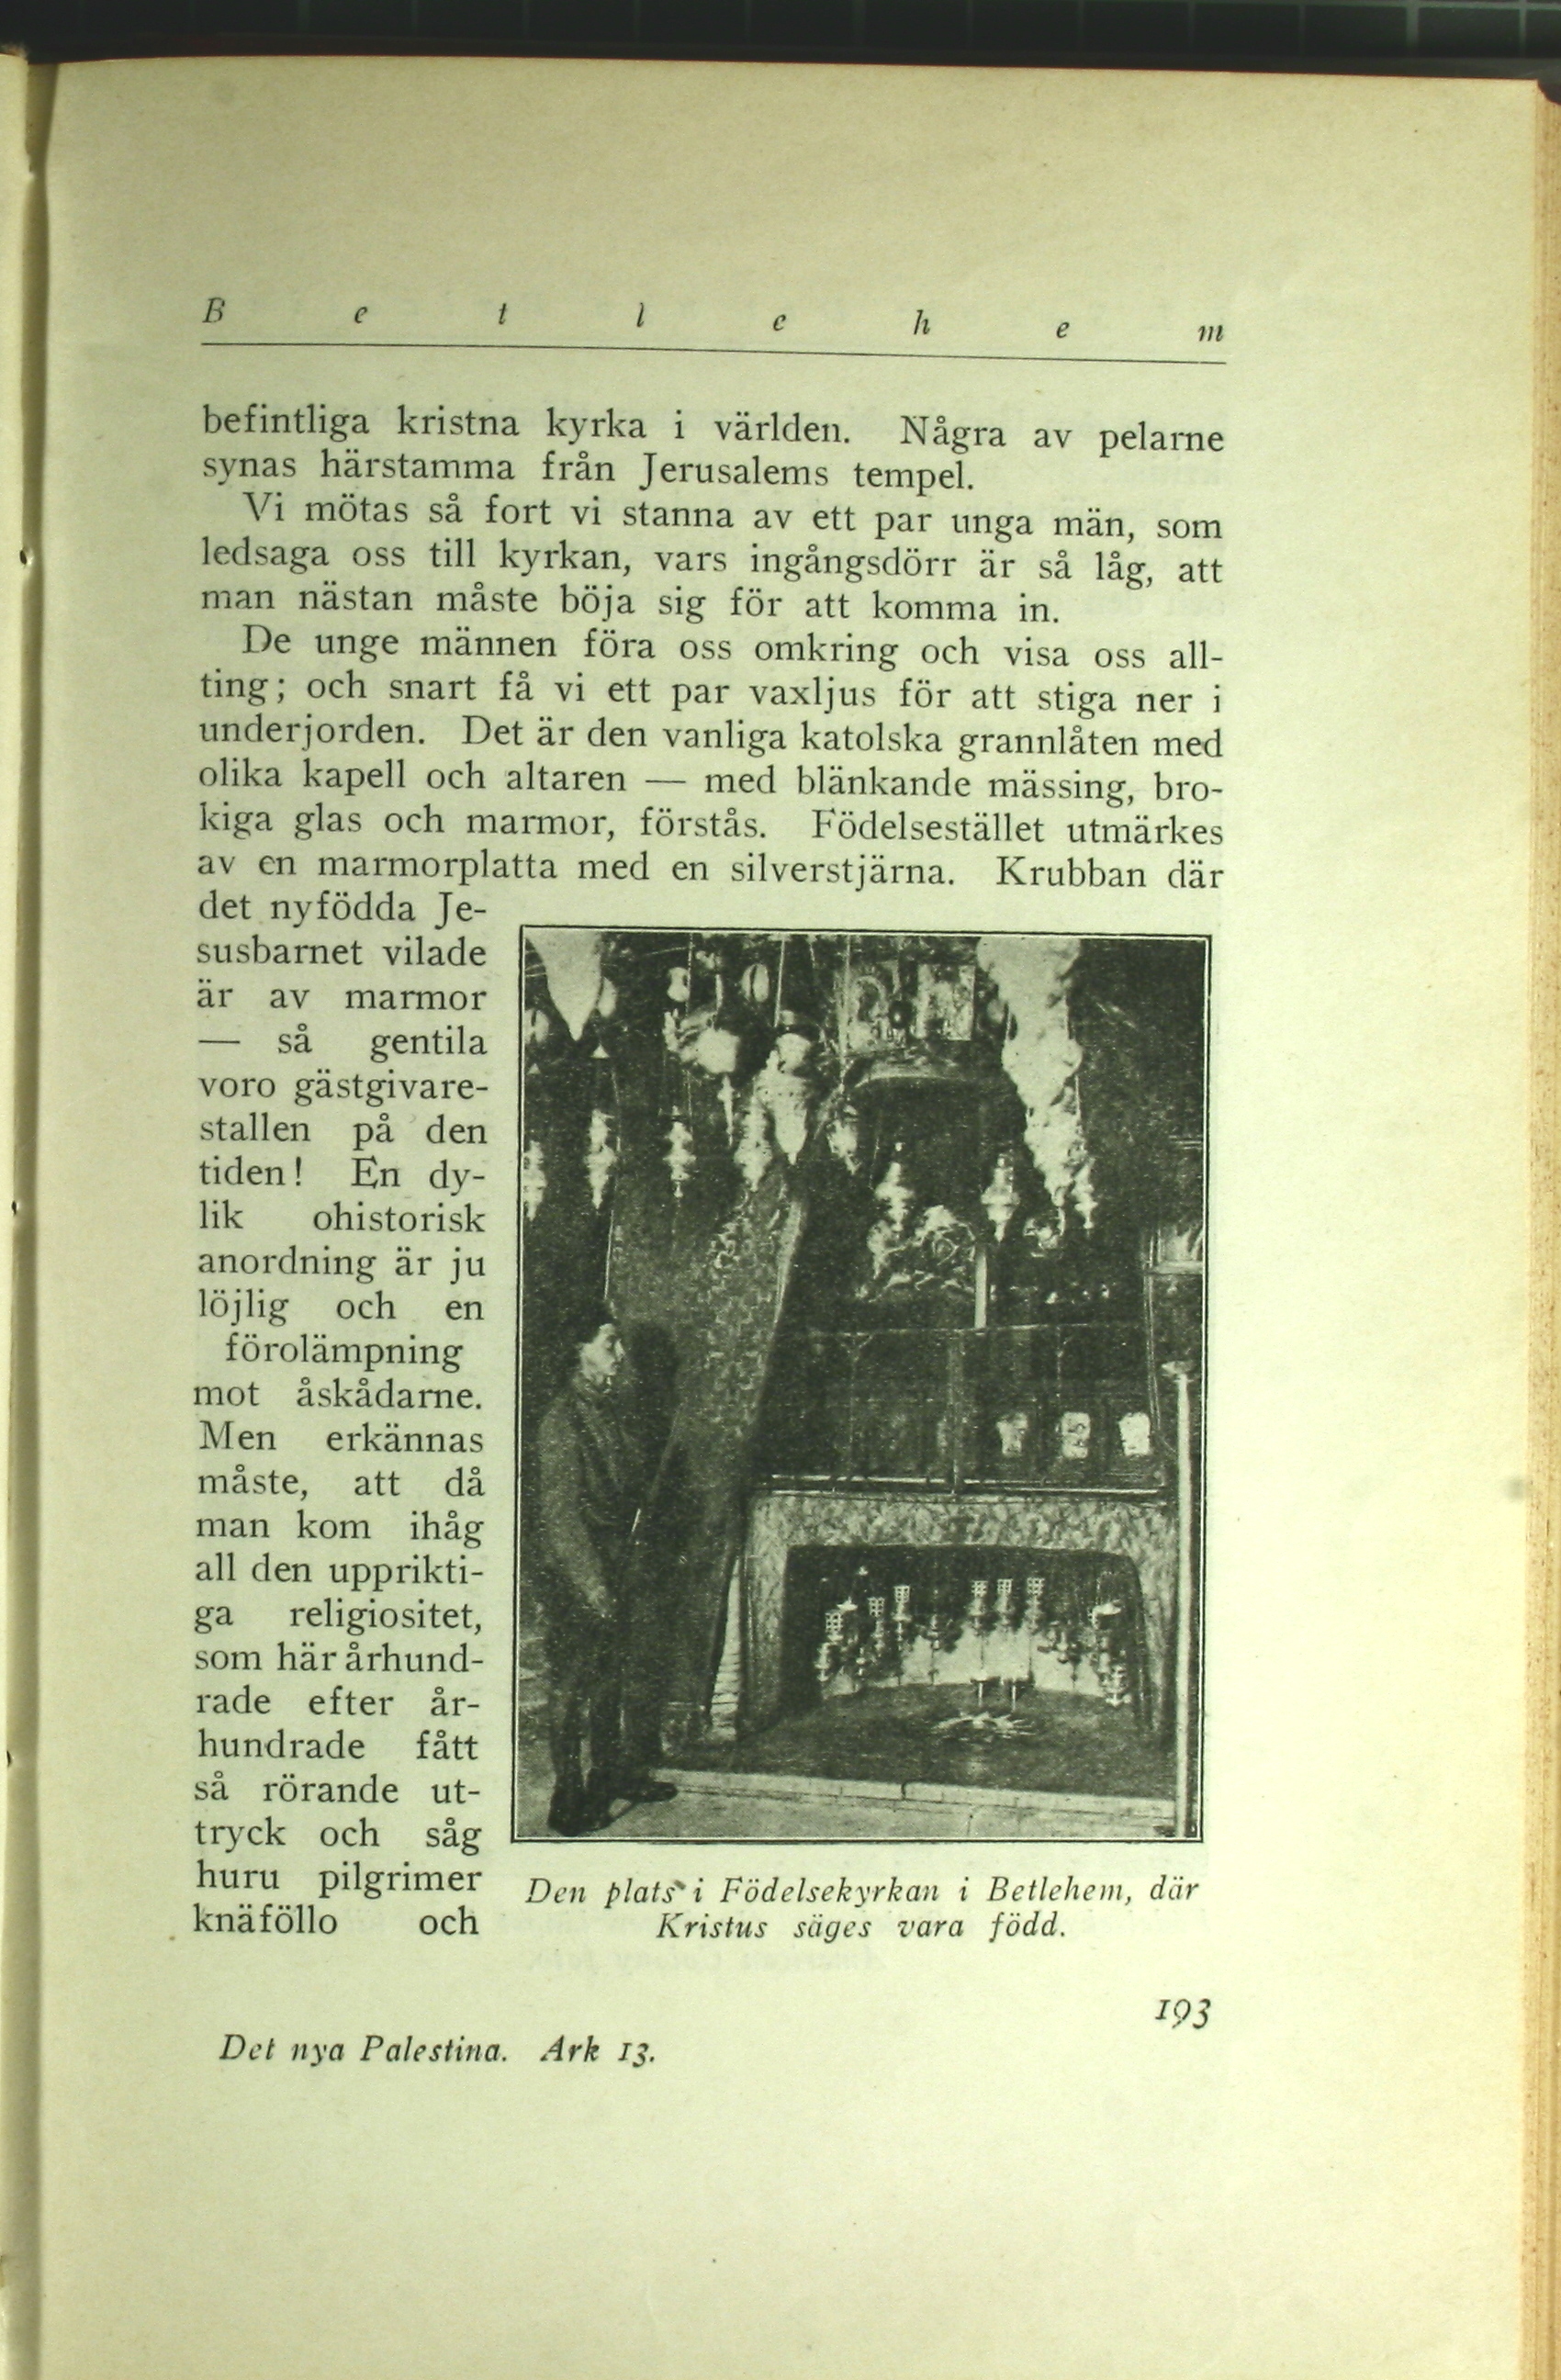 Betlehem
befintliga kristna kyrka i världen. Några av pelarne
synas härstamma från Jerusalems tempel.
Vi mötas så fort vi stanna av ett par unga män, som
ledsaga oss till kyrkan, vars ingångsdörr är så låg, att
man nästan måste böja sig för att komma in.
De unge männen föra oss omkring och visa oss all-
ting; och snart få vi ett par vaxljus för att stiga ner i
underjorden. Det är den vanliga katolska grannlåten med
olika kapell och altaren — med blänkande mässing, bro-
kiga glas och marmor, förstås. Födelsestället utmärkes
av en marmorplatta med en silverstjärna. Krubban där
det nyfödda Je-
susbarnet vilade
är av marmor
— så gentila
voro gästgivare-
stallen på den
tiden! En dy-
lik ohistorisk
anordning är ju
löjlig och en
förolämpning
mot åskådarne.
Men erkännas
måste, att då
man kom ihåg
all den upprikti-
ga religiositet,
som här århund-
rade efter år-
hundrade fått
så rörande ut-
tryck och såg
huru pilgrimer
knäföllo och
Den plats i Födelsekyrkan i Betlehem, där
Kristus säges vara född.
193
Det nya Palestina. Ark 13.